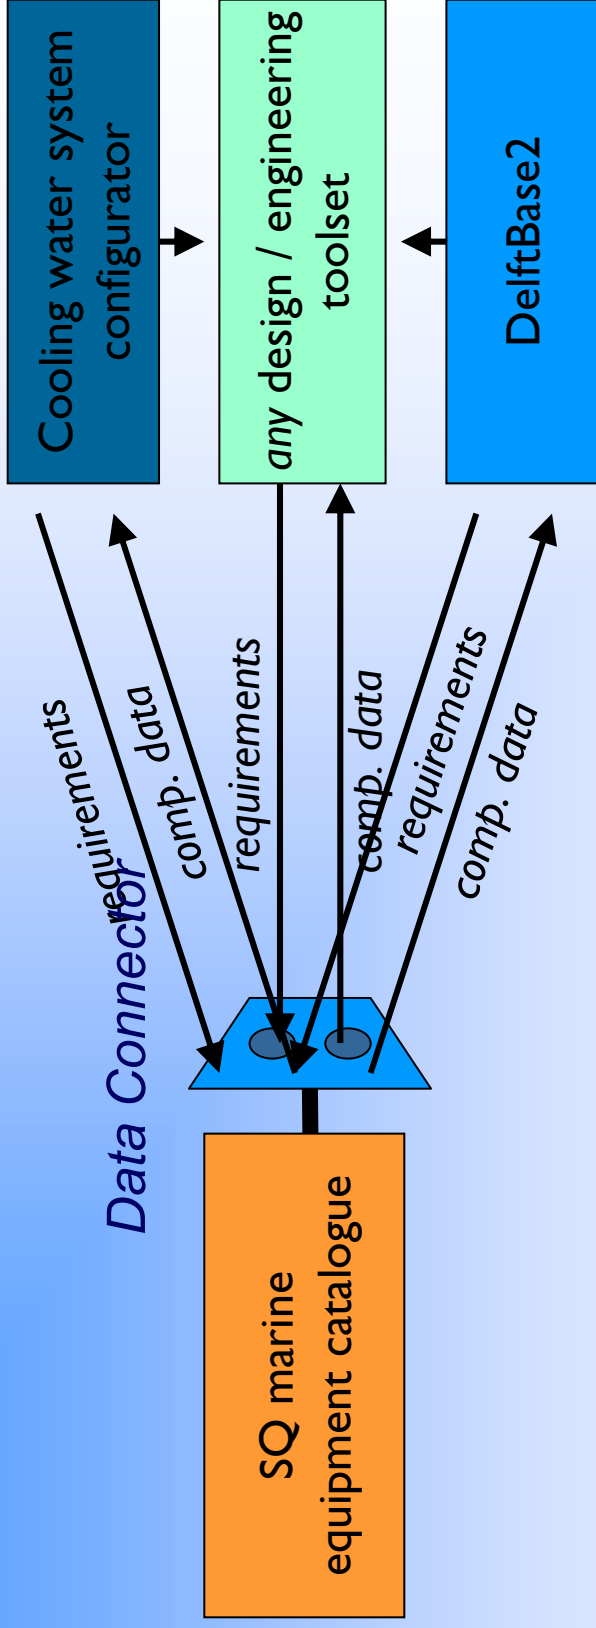 Data Connector
SQ marine
equipment catalogue
requirements
comp. data
requirements
comp. data
requirements
comp. data
Cooling water system
configurator
any design / engineering
toolset
DelftBase2